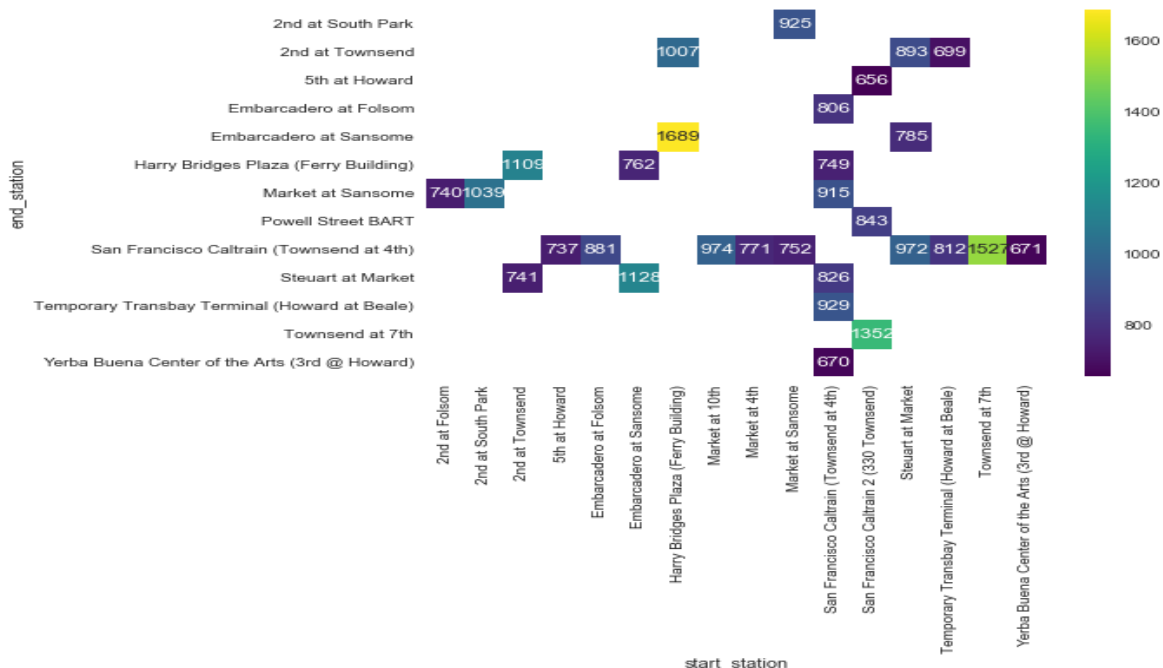 2nd at South Park 925
2nd at Townsend 1007 893 699
5th at Howard 656
Embarcadero at Folsom 806
Embarcadero at Sansome 1689 785
Harry Bridges Plaza (Ferry Building) 1109 762 749
Market at Sansome 740 1039 915
Powell Street BART 843
San Francisco Caltrain (Townsend at 4th) 737 881 974 771 752 972 812 1527 671
Steuart at Market 741 1128 826
Temporary Transbay Terminal (Howard at Beale) 929
Townsend at 7th 1352
Yerba Buena Center of the Arts (3rd @ Howard) 670
end_station
2nd at Folsom
2nd at South Park
2nd at Townsend
5th at Howard
Embarcadero at Folsom
Embarcadero at Sansome
Harry Bridges Plaza (Ferry Building)
Market at 10th
Market at 4th
Market at Sansome
San Francisco Caltrain (Townsend at 4th)
San Francisco Caltrain 2 (330 Townsend)
Steuart at Market
Temporary Transbay Terminal (Howard at Beale)
Townsend at 7th
Yerba Buena Center of the Arts (3rd @ Howard)
start_station
1600
1400
1200
1000
800